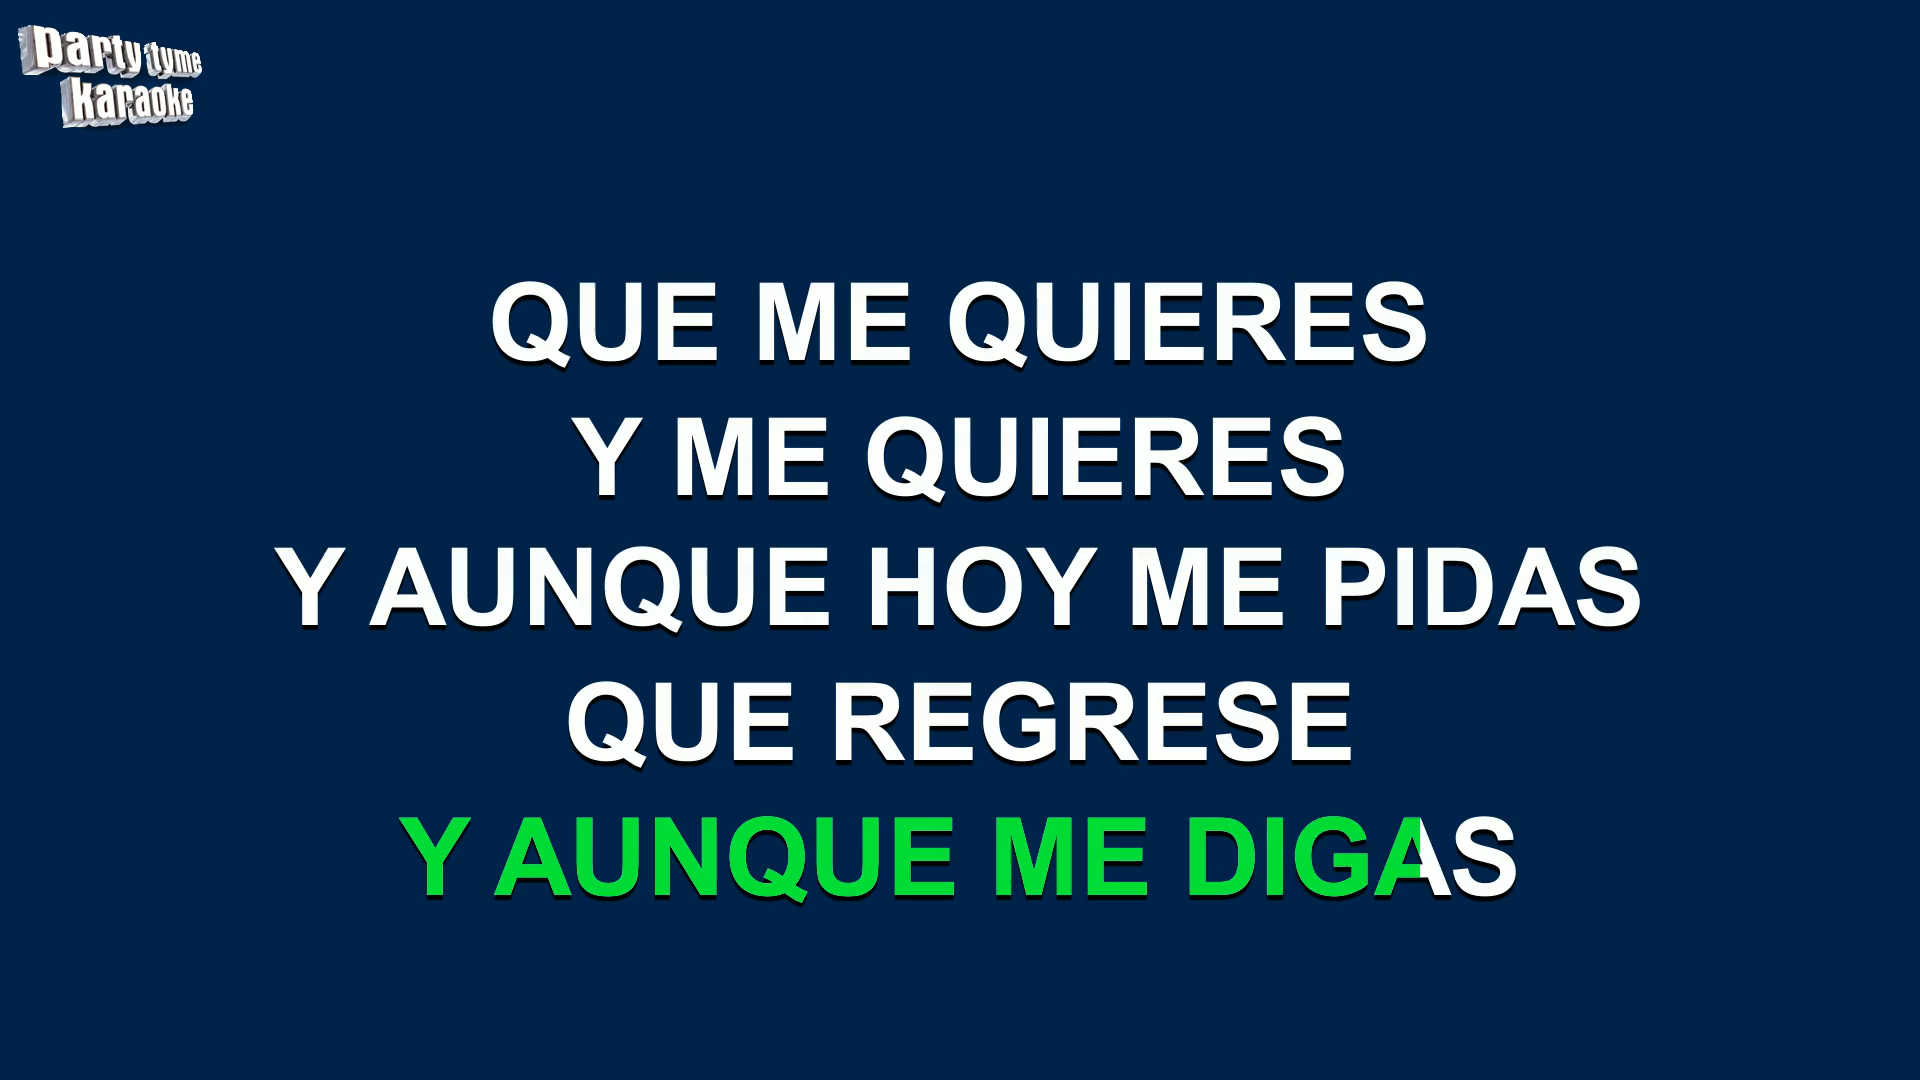 party tyme
karaoke
QUE ME QUIERES
Y ME QUIERES
Y AUNQUE HOY ME PIDAS
QUE REGRESE
Y AUNQUE ME DIGAS